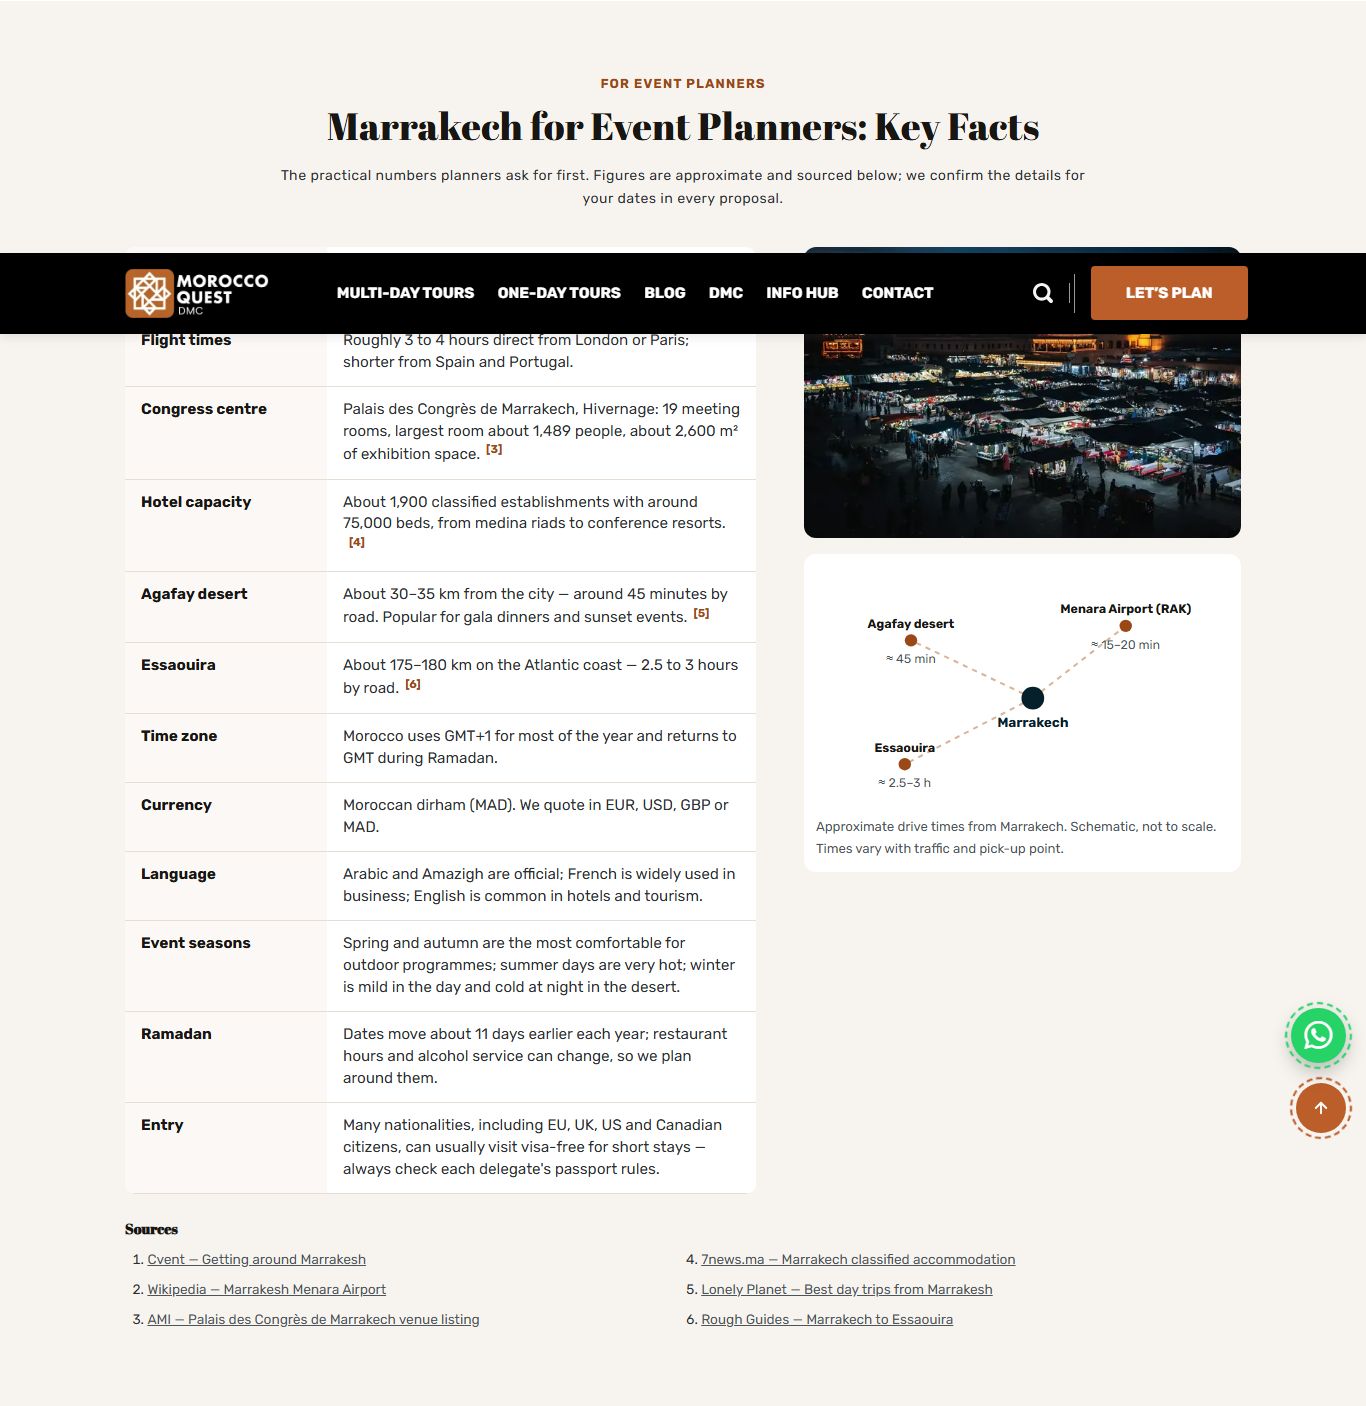 FOR EVENT PLANNERS
Marrakech for Event Planners: Key Facts
The practical numbers planners ask for first. Figures are approximate and sourced below; we confirm the details for
your dates in every proposal.
MOROCCO
QUEST
DMC
MULTI-DAY TOURS
ONE-DAY TOURS
BLOG
DMC
INFO HUB
CONTACT
LET'S PLAN
Flight times
Roughly 3 to 4 hours direct from London or Paris;
shorter from Spain and Portugal.
Congress centre
Palais des Congrès de Marrakech, Hivernage: 19 meeting
rooms, largest room about 1,489 people, about 2,600 m²
of exhibition space. [3]
Hotel capacity
About 1,900 classified establishments with around
75,000 beds, from medina riads to conference resorts.
[4]
Agafay desert
About 30–35 km from the city — around 45 minutes by
road. Popular for gala dinners and sunset events. [5]
Essaouira
About 175–180 km on the Atlantic coast — 2.5 to 3 hours
by road. [6]
Time zone
Morocco uses GMT+1 for most of the year and returns to
GMT during Ramadan.
Currency
Moroccan dirham (MAD). We quote in EUR, USD, GBP or
MAD.
Language
Arabic and Amazigh are official; French is widely used in
business; English is common in hotels and tourism.
Event seasons
Spring and autumn are the most comfortable for
outdoor programmes; summer days are very hot; winter
is mild in the day and cold at night in the desert.
Ramadan
Dates move about 11 days earlier each year; restaurant
hours and alcohol service can change, so we plan
around them.
Entry
Many nationalities, including EU, UK, US and Canadian
citizens, can usually visit visa-free for short stays —
always check each delegate's passport rules.
Menara Airport (RAK)
≈ 15–20 min
Agafay desert
≈ 45 min
Marrakech
Essaouira
≈ 2.5–3 h
Approximate drive times from Marrakech. Schematic, not to scale.
Times vary with traffic and pick-up point.
Sources
1. Cvent — Getting around Marrakesh
2. Wikipedia — Marrakesh Menara Airport
3. AMI — Palais des Congrès de Marrakech venue listing
4. 7news.ma — Marrakech classified accommodation
5. Lonely Planet — Best day trips from Marrakesh
6. Rough Guides — Marrakech to Essaouira